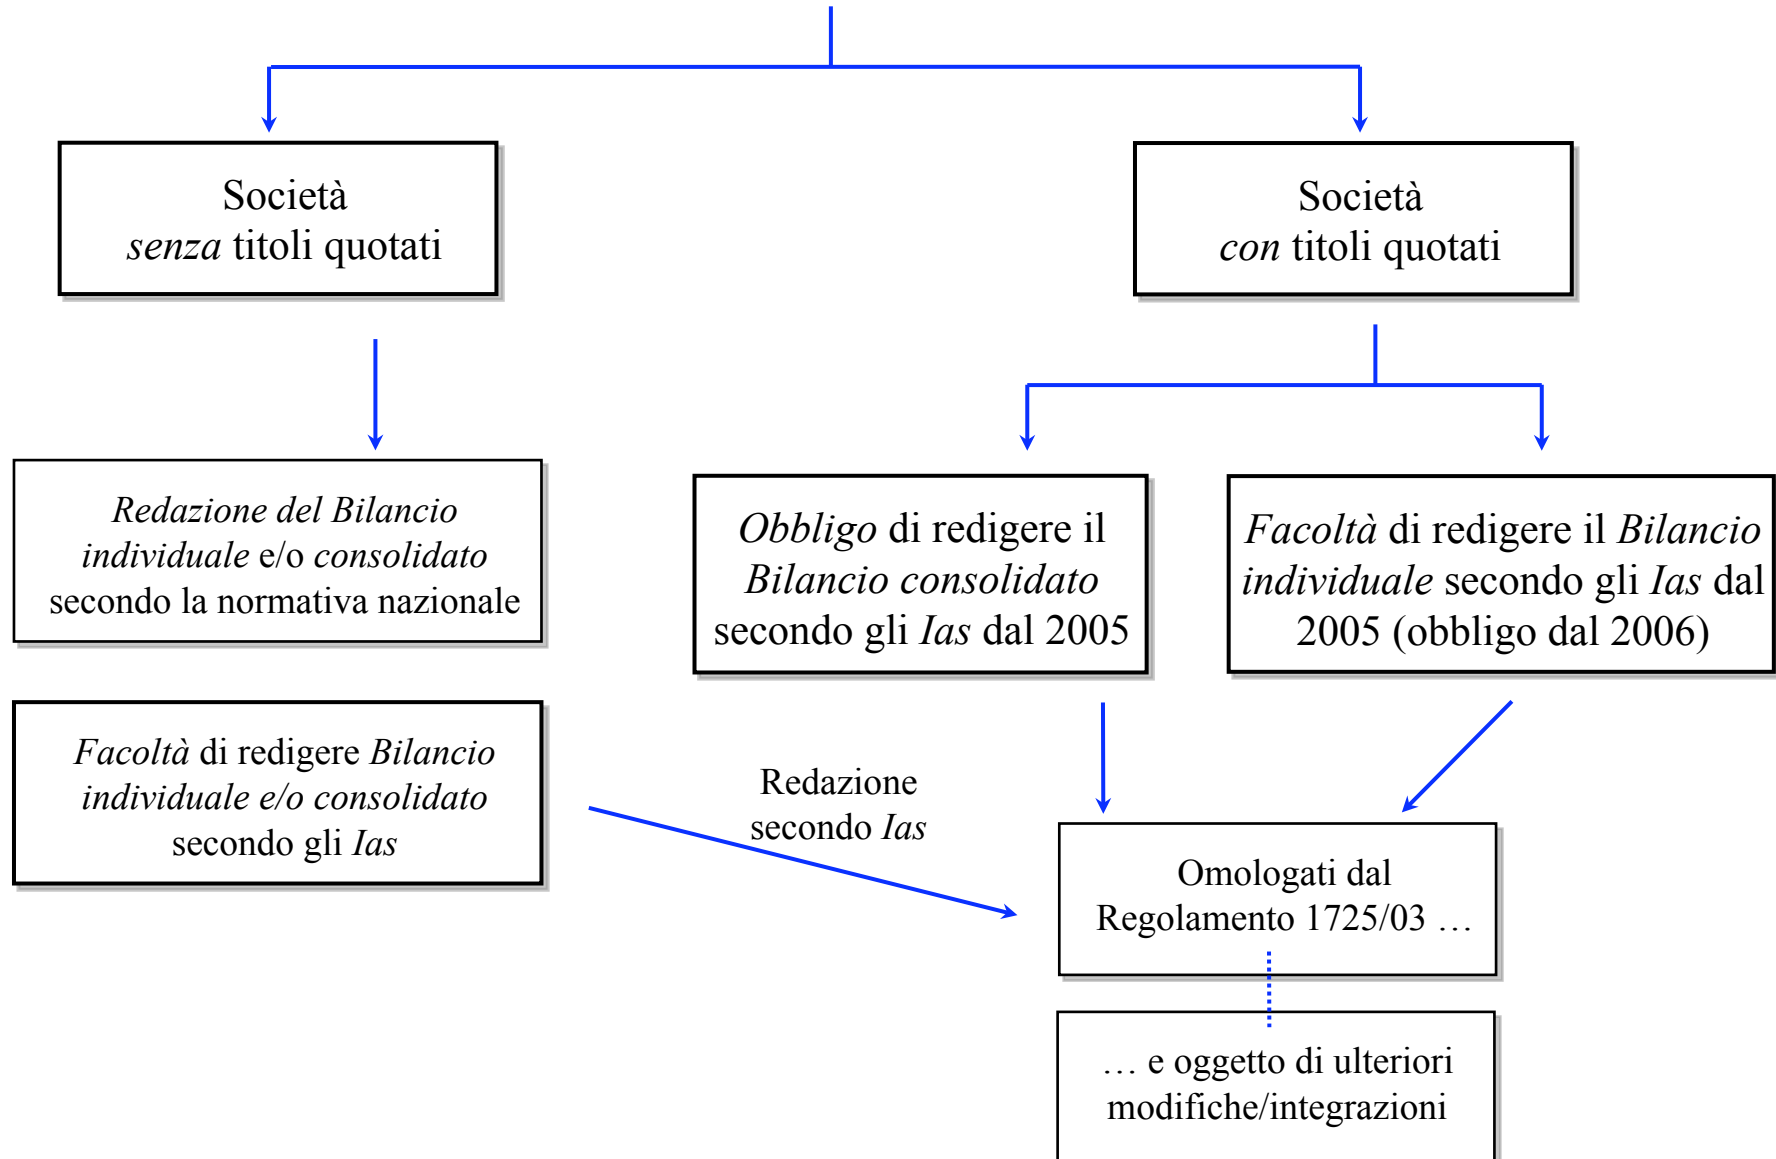 Società
senza titoli quotati
Società
con titoli quotati
Redazione del Bilancio
individuale e/o consolidato
secondo la normativa nazionale
Obbligo di redigere il
Bilancio consolidato
secondo gli Ias dal 2005
Facoltà di redigere il Bilancio
individuale secondo gli Ias dal
2005 (obbligo dal 2006)
Facoltà di redigere Bilancio
individuale e/o consolidato
secondo gli Ias
Redazione
secondo Ias
Omologati dal
Regolamento 1725/03 …
… e oggetto di ulteriori
modifiche/integrazioni